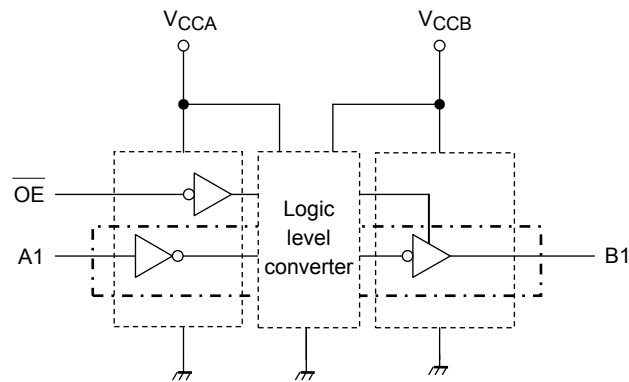 VCCA
VCCB
OE
Logic
level
converter
A1
B1